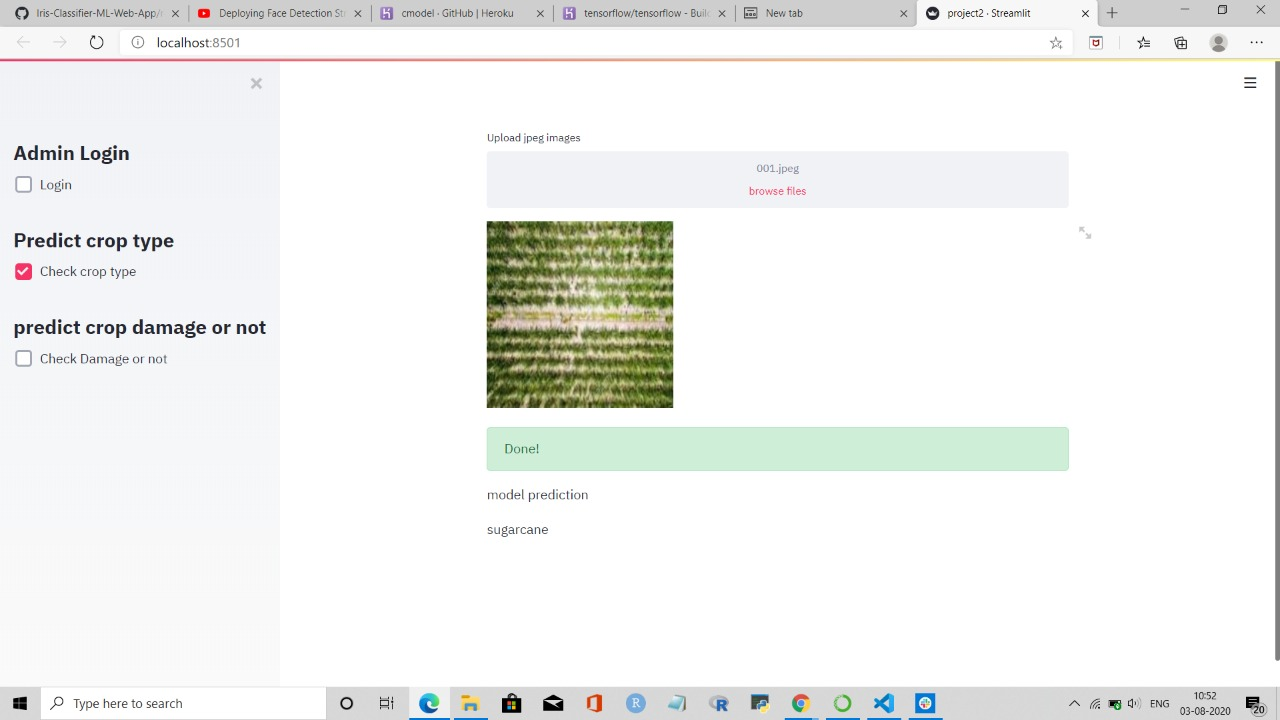 Iris-Classifier-ML-Web-App/
Deploying Face Detection St
cmodel · GitHub | Heroku
tensorflow/tensorflow - Buil
New tab
project2 · Streamlit
localhost:8501
Admin Login
Login
Predict crop type
Check crop type
predict crop damage or not
Check Damage or not
Upload jpeg images
001.jpeg
browse files
Done!
model prediction
sugarcane
Type here to search
ENG
10:52
03-08-2020
20